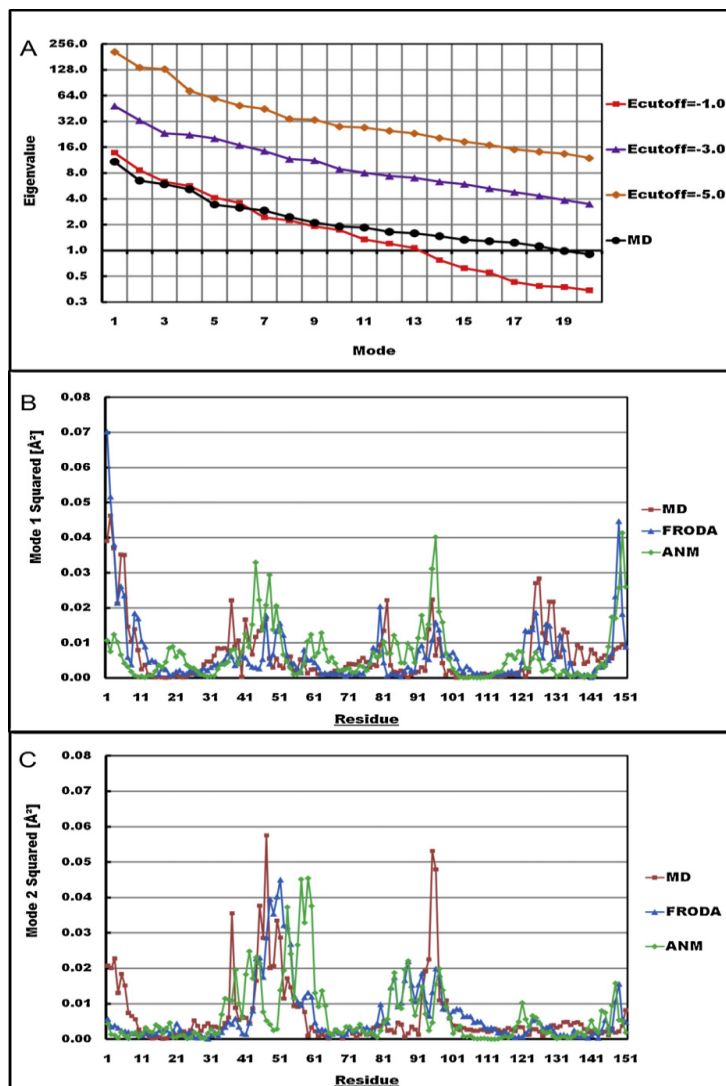 A
256.0
128.0
64.0
32.0
16.0
8.0
4.0
2.0
1.0
0.5
0.3
Eigenvalue
1 3 5 7 9 11 13 15 17 19
Mode
Ecutoff=-1.0
Ecutoff=-3.0
Ecutoff=-5.0
MD
B
0.08
0.07
0.06
0.05
0.04
0.03
0.02
0.01
0.00
Mode 1 Squared [Å²]
1 11 21 31 41 51 61 71 81 91 101 111 121 131 141 151
Residue
MD
FRODA
ANM
C
0.08
0.07
0.06
0.05
0.04
0.03
0.02
0.01
0.00
Mode 2 Squared [Å²]
1 11 21 31 41 51 61 71 81 91 101 111 121 131 141 151
Residue
MD
FRODA
ANM